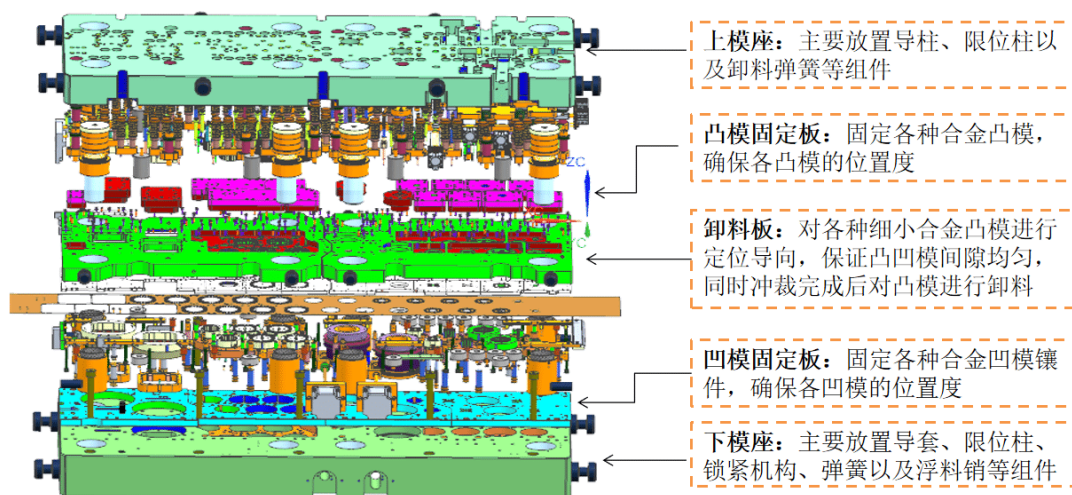 上模座：主要放置导柱、限位柱以
及卸料弹簧等组件
凸模固定板：固定各种合金凸模，
确保各凸模的位置度
ZC
卸料板：对各种细小合金凸模进行
定位导向，保证凸凹模间隙均匀，
同时冲裁完成后对凸模进行卸料
凹模固定板：固定各种合金凹模镶
件，确保各凹模的位置度
下模座：主要放置导套、限位柱、
锁紧机构、弹簧以及浮料销等组件